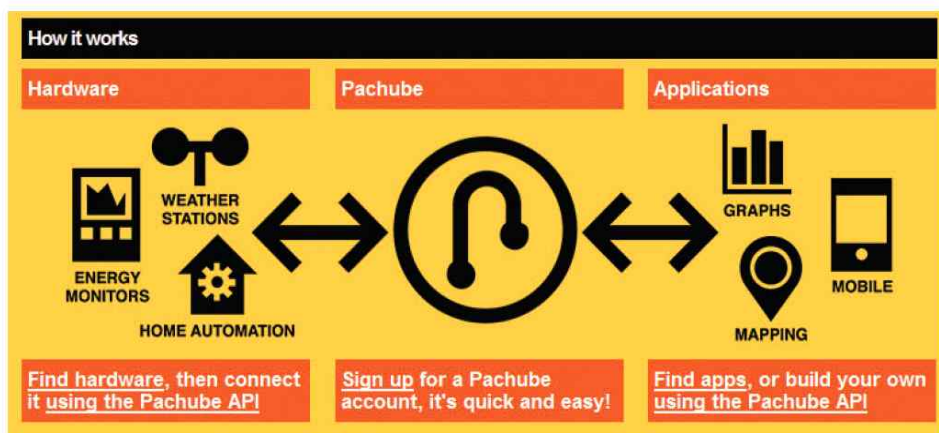 How it works
Hardware
Pachube
Applications
WEATHER
STATIONS
ENERGY
MONITORS
HOME AUTOMATION
GRAPHS
MOBILE
MAPPING
Find hardware, then connect
it using the Pachube API
Sign up for a Pachube
account, it's quick and easy!
Find apps, or build your own
using the Pachube API